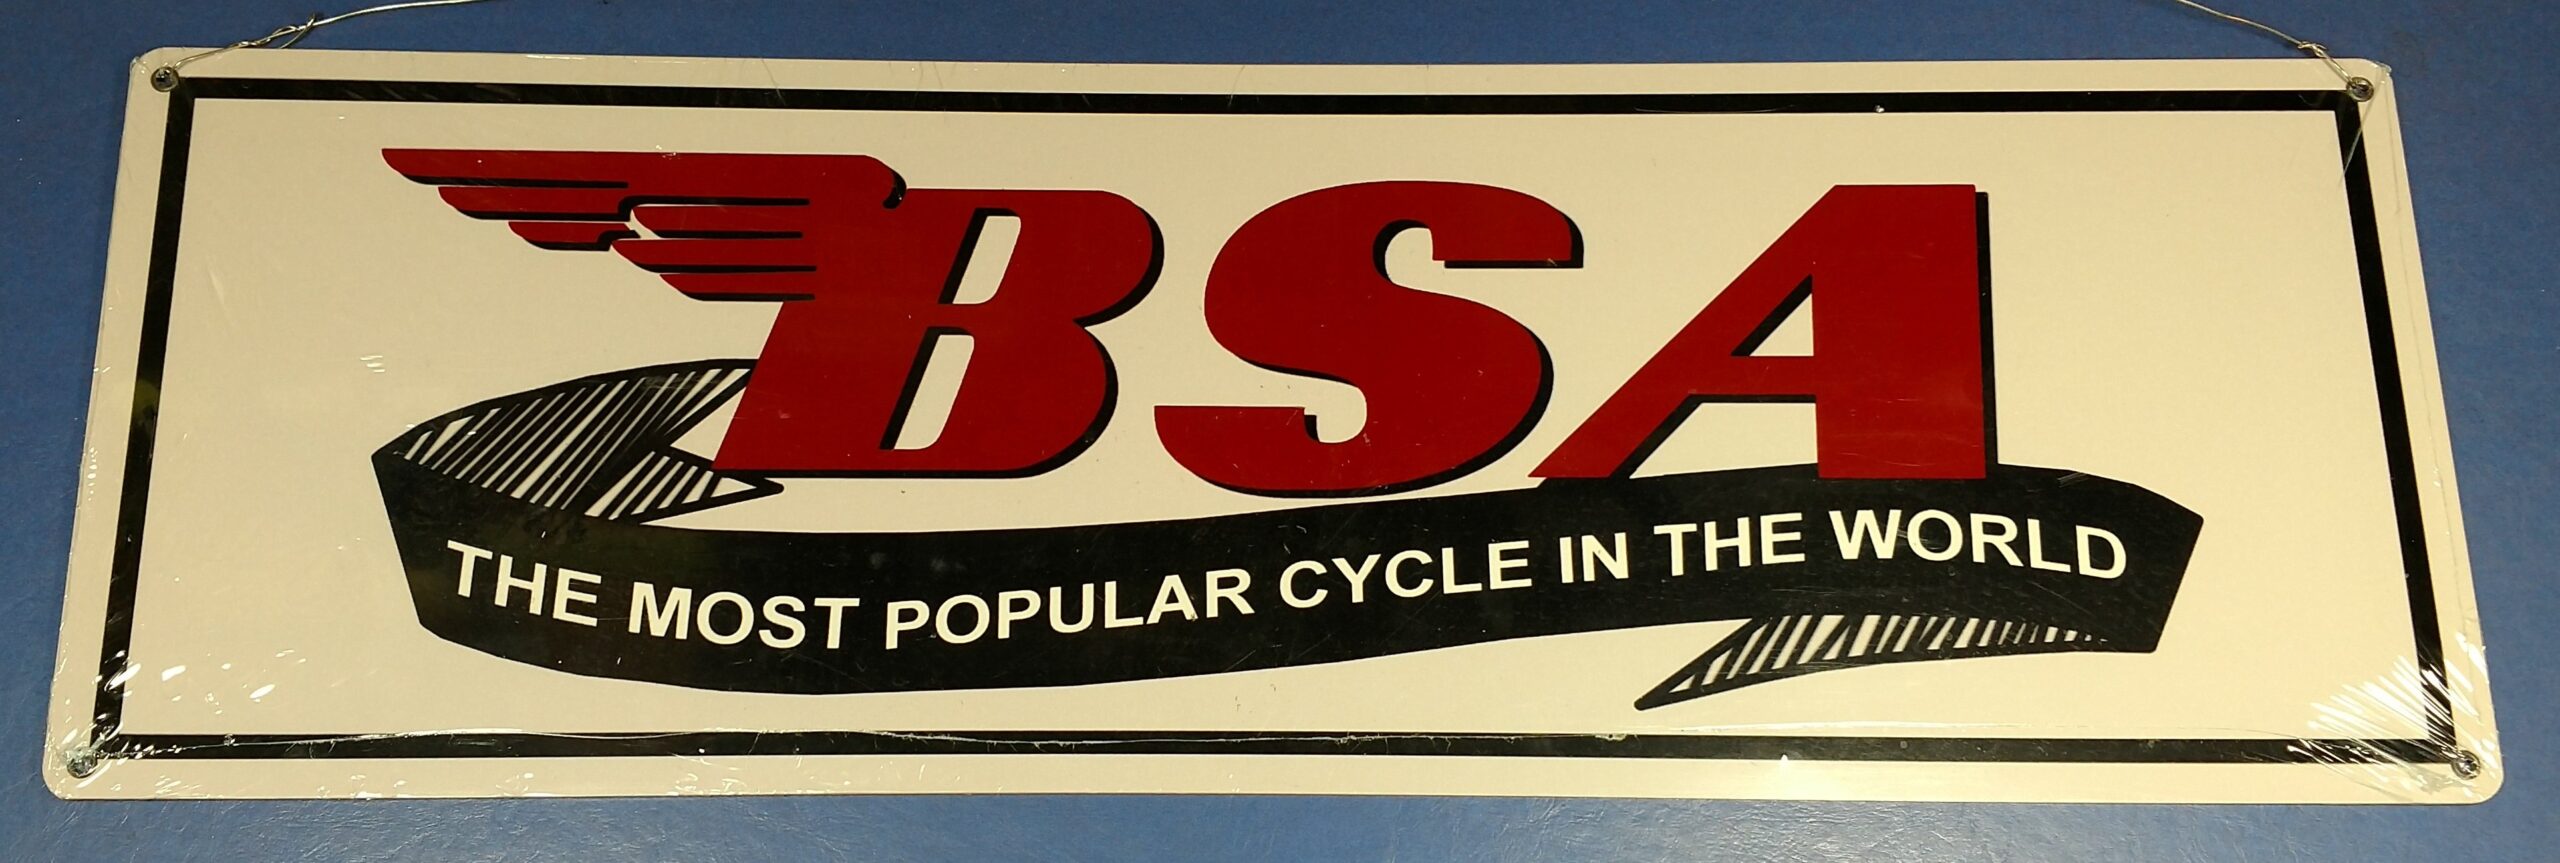 BSA
THE MOST POPULAR CYCLE IN THE WORLD